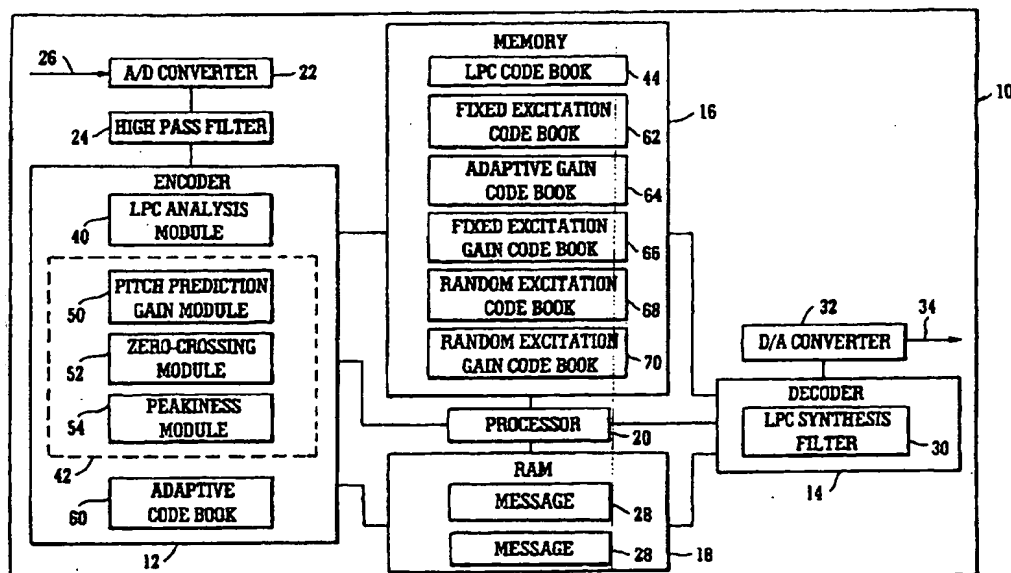 26
A/D CONVERTER
22
24
HIGH PASS FILTER
ENCODER
LPC ANALYSIS
MODULE
40
PITCH PREDICTION
GAIN MODULE
50
ZERO-CROSSING
MODULE
52
PEAKINESS
MODULE
54
42
ADAPTIVE
CODE BOOK
60
12
MEMORY
LPC CODE BOOK
44
FIXED EXCITATION
CODE BOOK
62
16
ADAPTIVE GAIN
CODE BOOK
64
FIXED EXCITATION
GAIN CODE BOOK
66
RANDOM EXCITATION
CODE BOOK
68
RANDOM EXCITATION
GAIN CODE BOOK
70
PROCESSOR
20
RAM
MESSAGE
28
MESSAGE
28
18
10
32
34
D/A CONVERTER
DECODER
LPC SYNTHESIS
FILTER
30
14